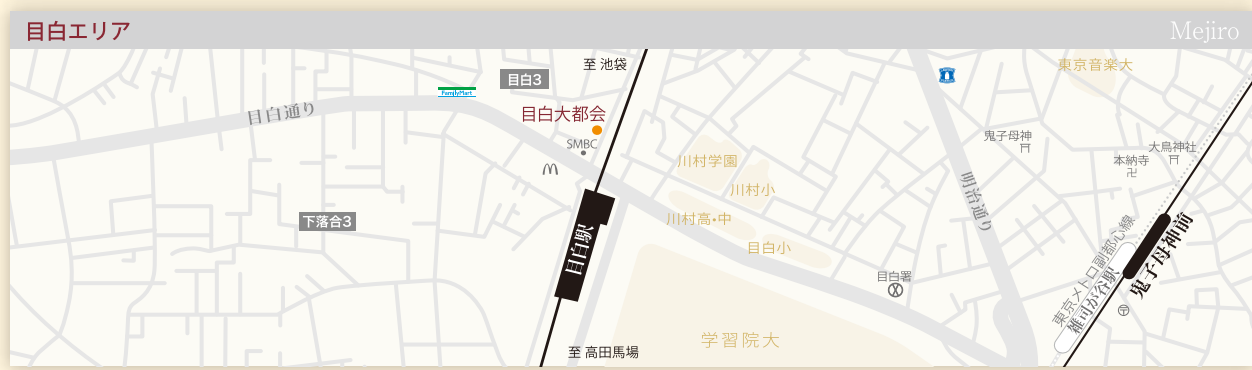 目白エリア
Mejiro
至 池袋
目白3
FamilyMart
目白大都会
目白通り
SMBC
東京音楽大
鬼子母神
大鳥神社
本納寺
川村学園
川村小
川村高・中
明治通り
下落合3
目白駅
目白小
目白署
東京メトロ副都心線
雑司が谷駅
鬼子母神前
学習院大
至 高田馬場